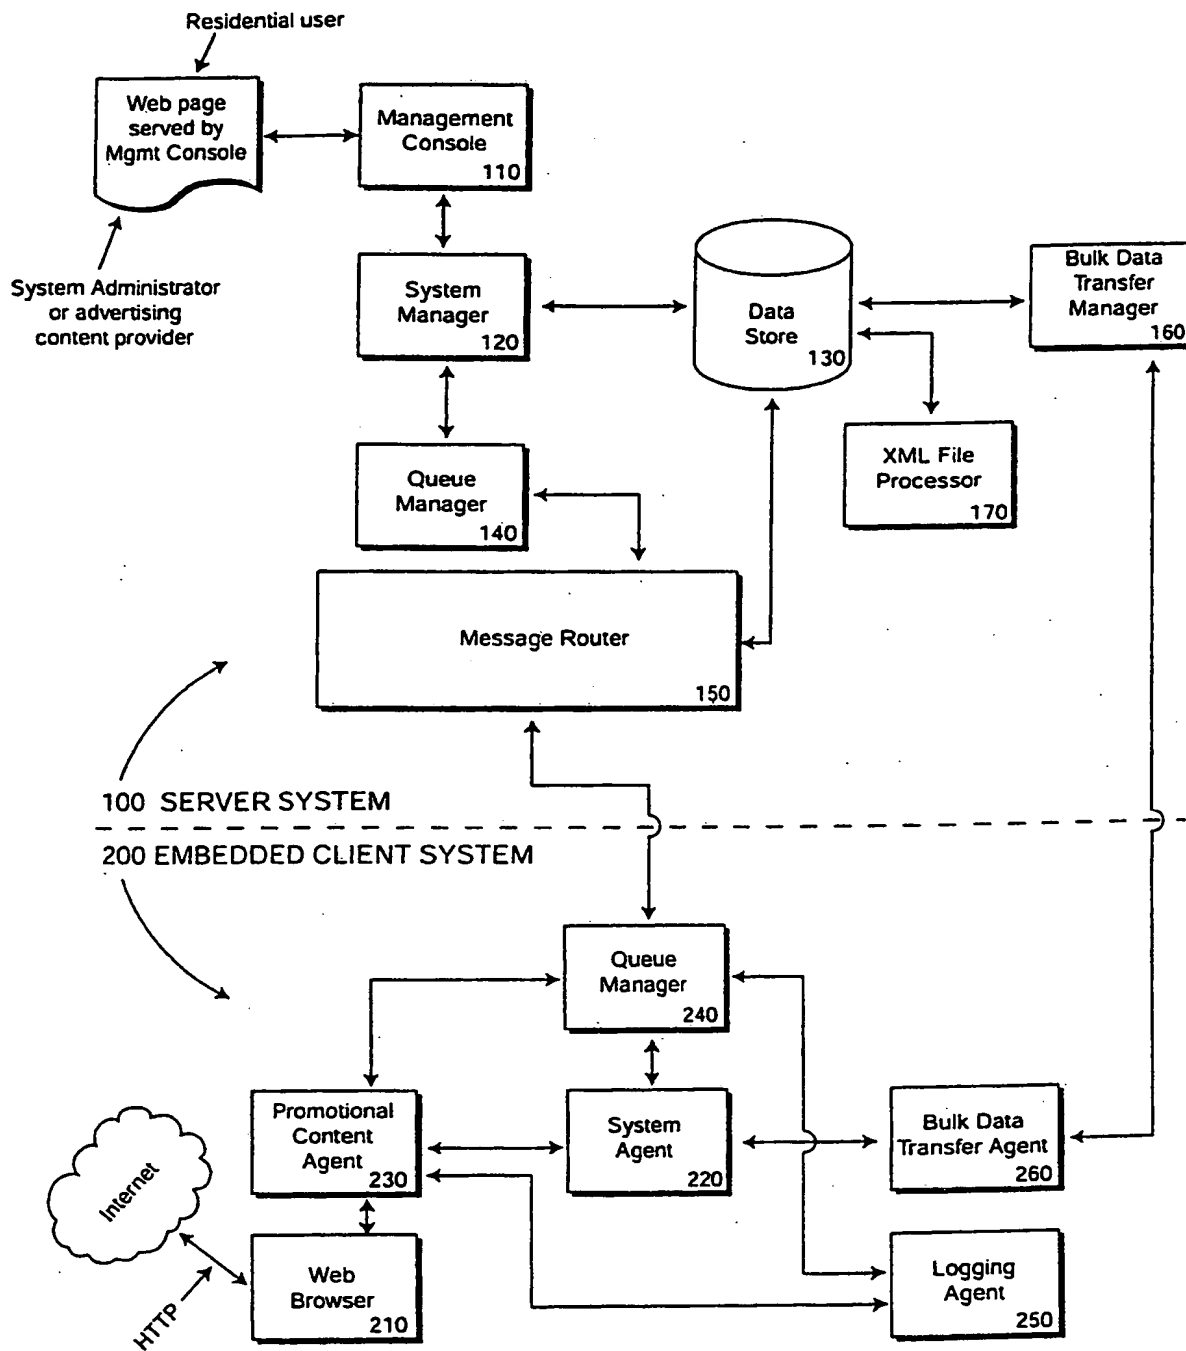 Residential user
Web page
served by
Mgmt Console
Management
Console
110
System Administrator
or advertising
content provider
System
Manager
120
Data
Store
130
Bulk Data
Transfer
Manager
160
Queue
Manager
140
XML File
Processor
170
Message Router
150
100 SERVER SYSTEM
200 EMBEDDED CLIENT SYSTEM
Queue
Manager
240
Promotional
Content
Agent
230
System
Agent
220
Bulk Data
Transfer Agent
260
Internet
HTTP
Web
Browser
210
Logging
Agent
250